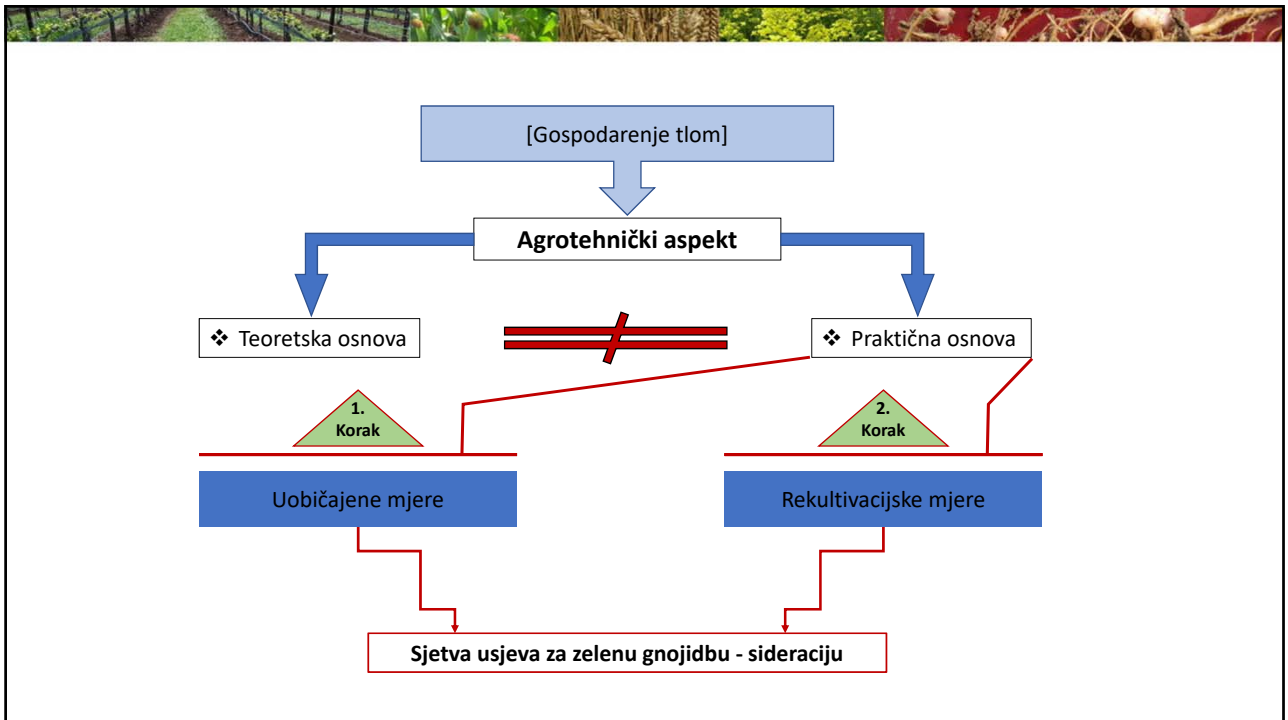 [Gospodarenje tlom]
Agrotehnički aspekt
❖ Teoretska osnova
❖ Praktična osnova
1.
Korak
2.
Korak
Uobičajene mjere
Rekultivacijske mjere
Sjetva usjeva za zelenu gnojidbu - sideraciju